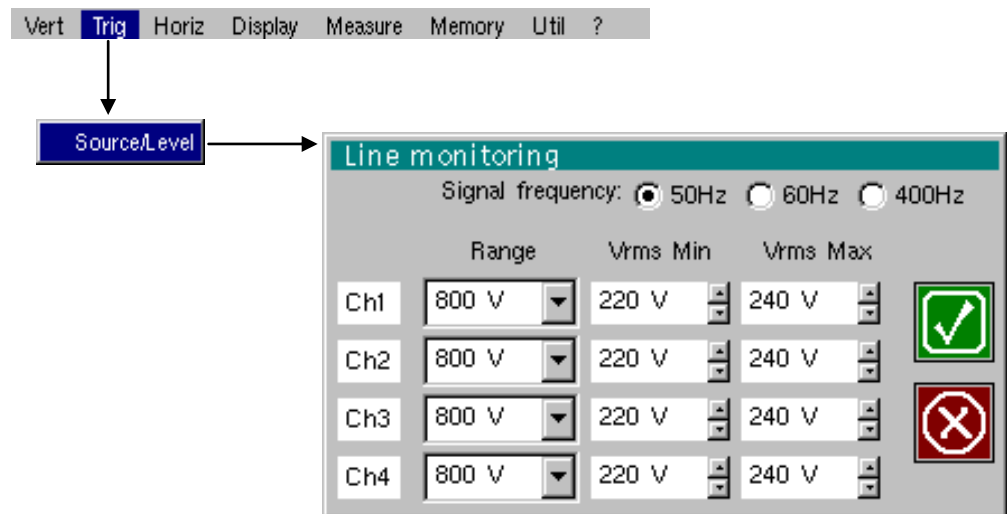 Vert Trig Horiz Display Measure Memory Util ?
Source/Level
Line monitoring
Signal frequency: 50Hz 60Hz 400Hz
Range Vrms Min Vrms Max
Ch1 800 V 220 V 240 V
Ch2 800 V 220 V 240 V
Ch3 800 V 220 V 240 V
Ch4 800 V 220 V 240 V